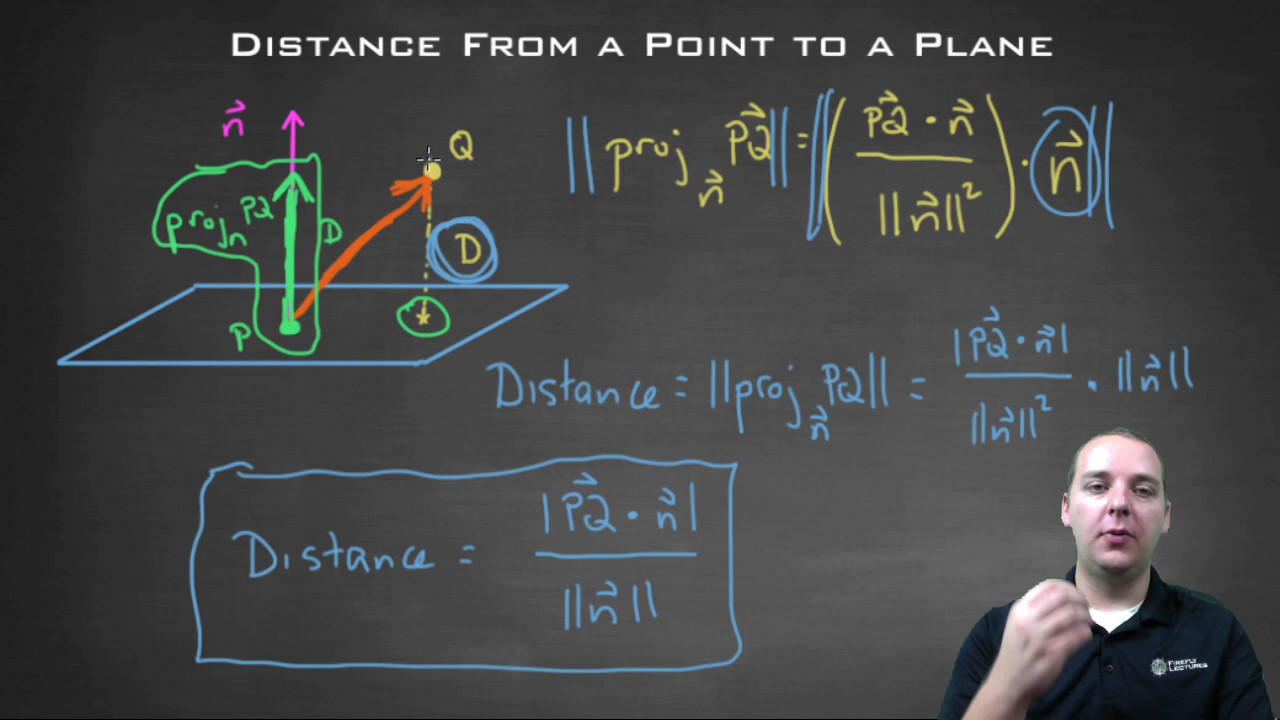 DISTANCE FROM A POINT TO A PLANE
n⃗
Q
proj_n PQ
D
D
P
||proj_n⃗ PQ⃗|| = ||(PQ⃗ · n⃗ / ||n⃗||²) · n⃗||
Distance = ||proj_n⃗ PQ|| = |PQ⃗ · n⃗| / ||n⃗||² · ||n⃗||
Distance = |PQ⃗ · n⃗| / ||n⃗||
FIREFLY
LECTURES